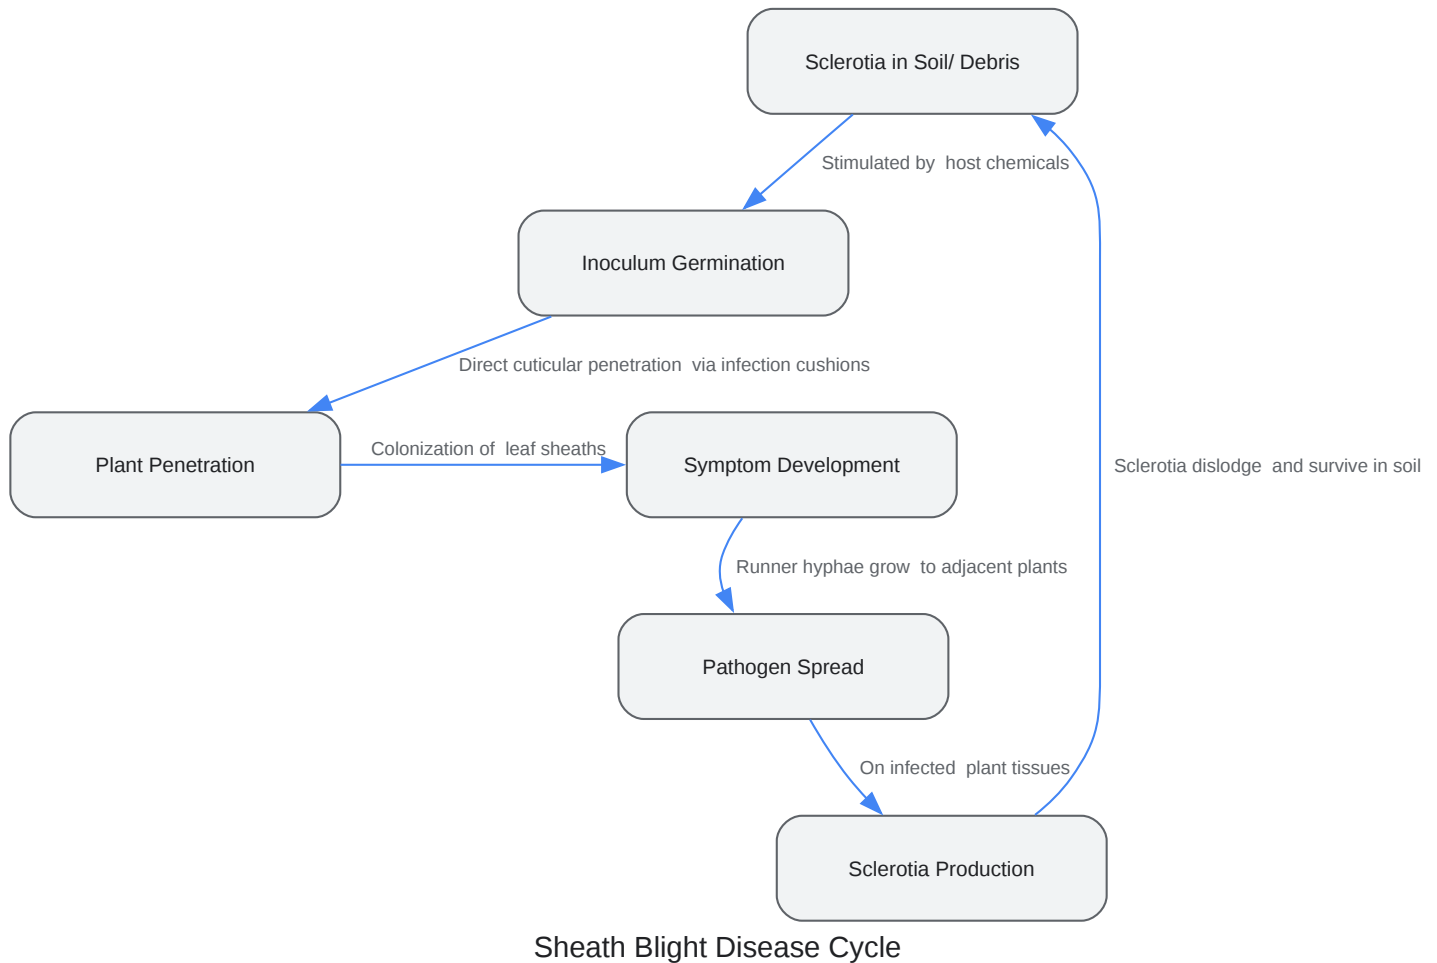 Sclerotia in Soil/ Debris
Stimulated by  host chemicals
Inoculum Germination
Direct cuticular penetration  via infection cushions
Plant Penetration
Colonization of  leaf sheaths
Symptom Development
Sclerotia dislodge  and survive in soil
Runner hyphae grow  to adjacent plants
Pathogen Spread
On infected  plant tissues
Sclerotia Production
Sheath Blight Disease Cycle